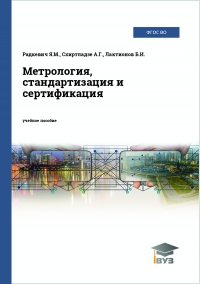 ФГОС ВО
Радкевич Я.М., Схиртладзе А.Г., Лактионов Б.И.
Метрология,
стандартизация и
сертификация
учебное пособие
ВУЗ